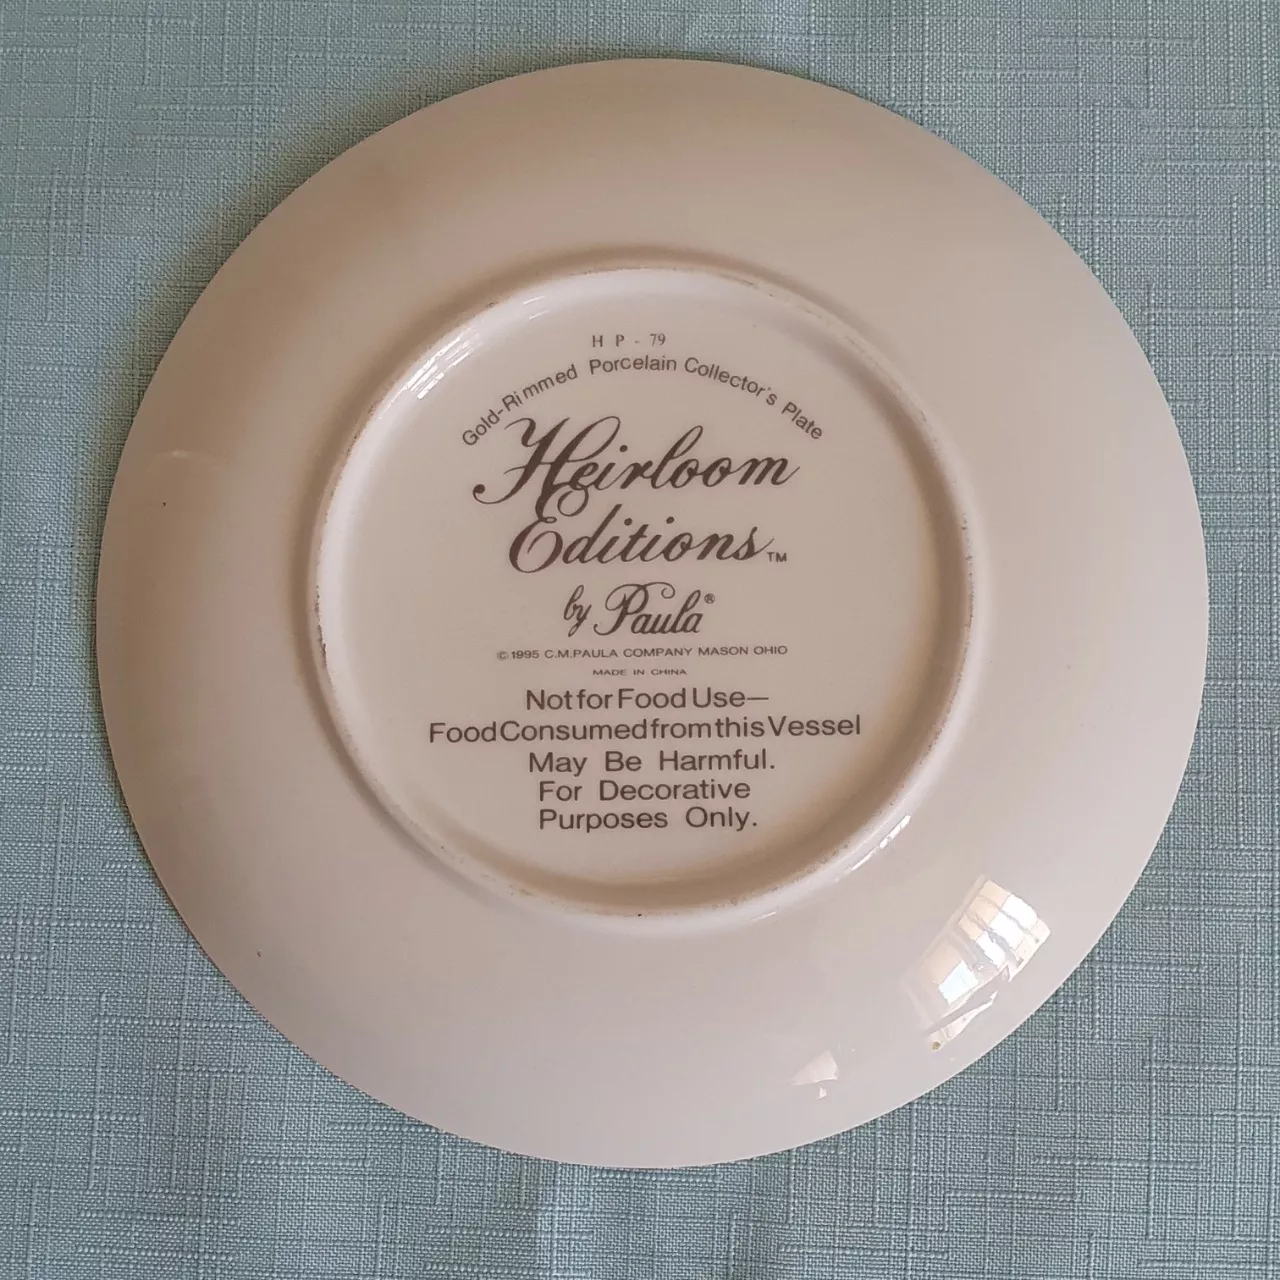 H P - 79
Gold-Rimmed Porcelain Collector's Plate
Heirloom
Editions™
by Paula®
© 1995 C.M.PAULA COMPANY MASON OHIO
MADE IN CHINA
Not for Food Use—
Food Consumed from this Vessel
May Be Harmful.
For Decorative
Purposes Only.